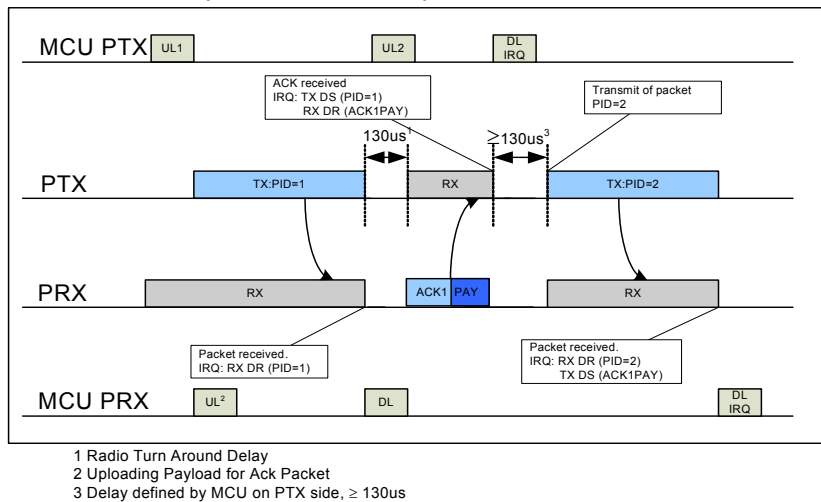 MCU PTX
UL1
UL2
DL
IRQ
ACK received
IRQ: TX DS (PID=1)
RX DR (ACK1PAY)
Transmit of packet
PID=2
130us1
≥130us3
PTX
TX:PID=1
RX
TX:PID=2
PRX
RX
ACK1 PAY
RX
Packet received.
IRQ: RX DR (PID=1)
Packet received.
IRQ: RX DR (PID=2)
TX DS (ACK1PAY)
MCU PRX
UL2
DL
DL
IRQ
1 Radio Turn Around Delay
2 Uploading Payload for Ack Packet
3 Delay defined by MCU on PTX side, ≥ 130us